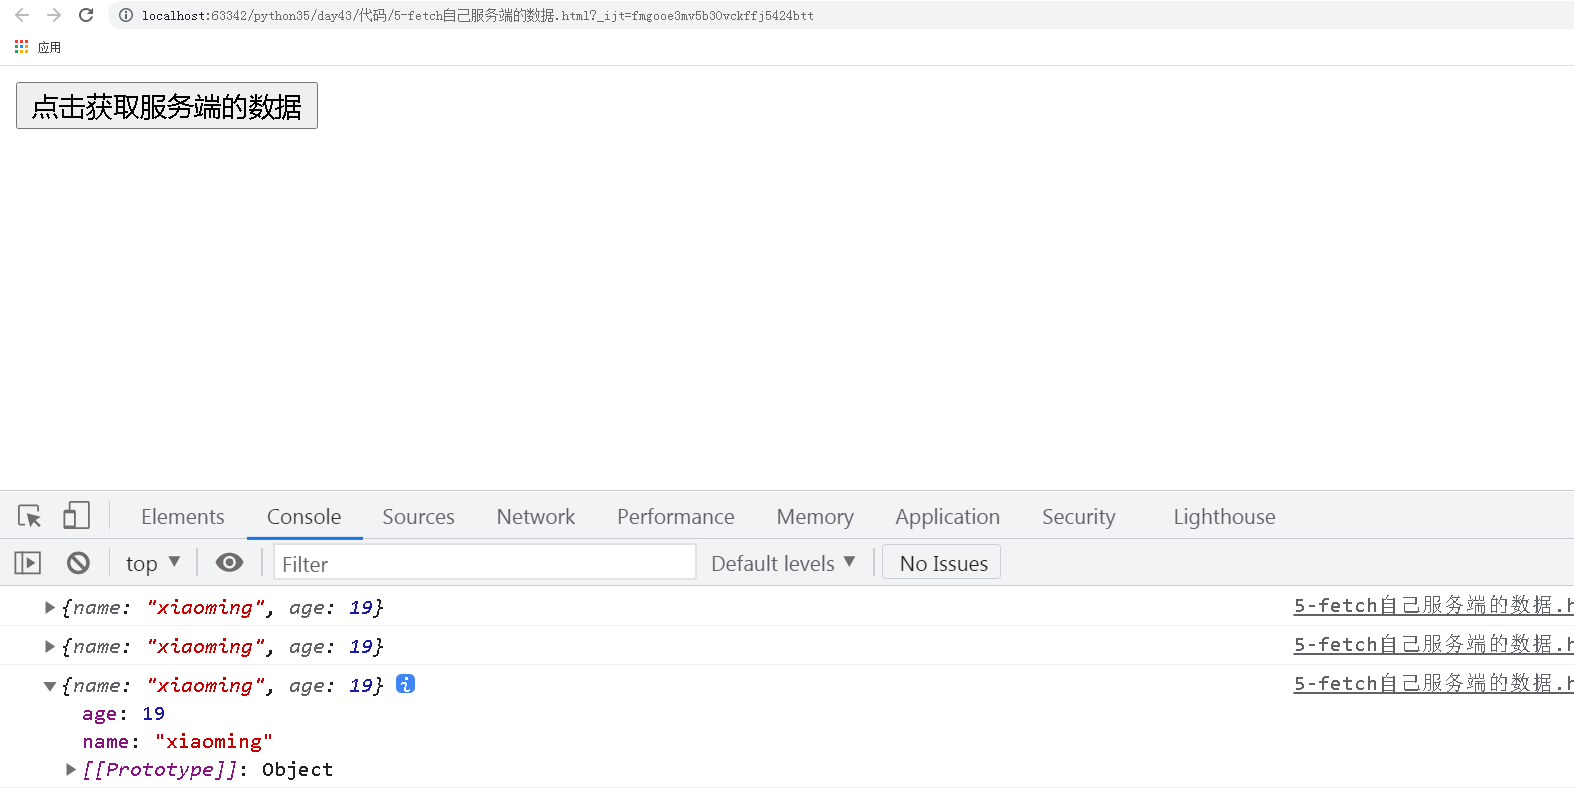 localhost:63342/python35/day43/代码/5-fetch自己服务端的数据.html?_ijt=fmgooe3mv5b30vckffj5424btt
应用
点击获取服务端的数据
Elements Console Sources Network Performance Memory Application Security Lighthouse
top Filter Default levels No Issues
{name: "xiaoming", age: 19} 5-fetch自己服务端的数据.h
{name: "xiaoming", age: 19} 5-fetch自己服务端的数据.h
{name: "xiaoming", age: 19} 5-fetch自己服务端的数据.h
age: 19
name: "xiaoming"
[[Prototype]]: Object